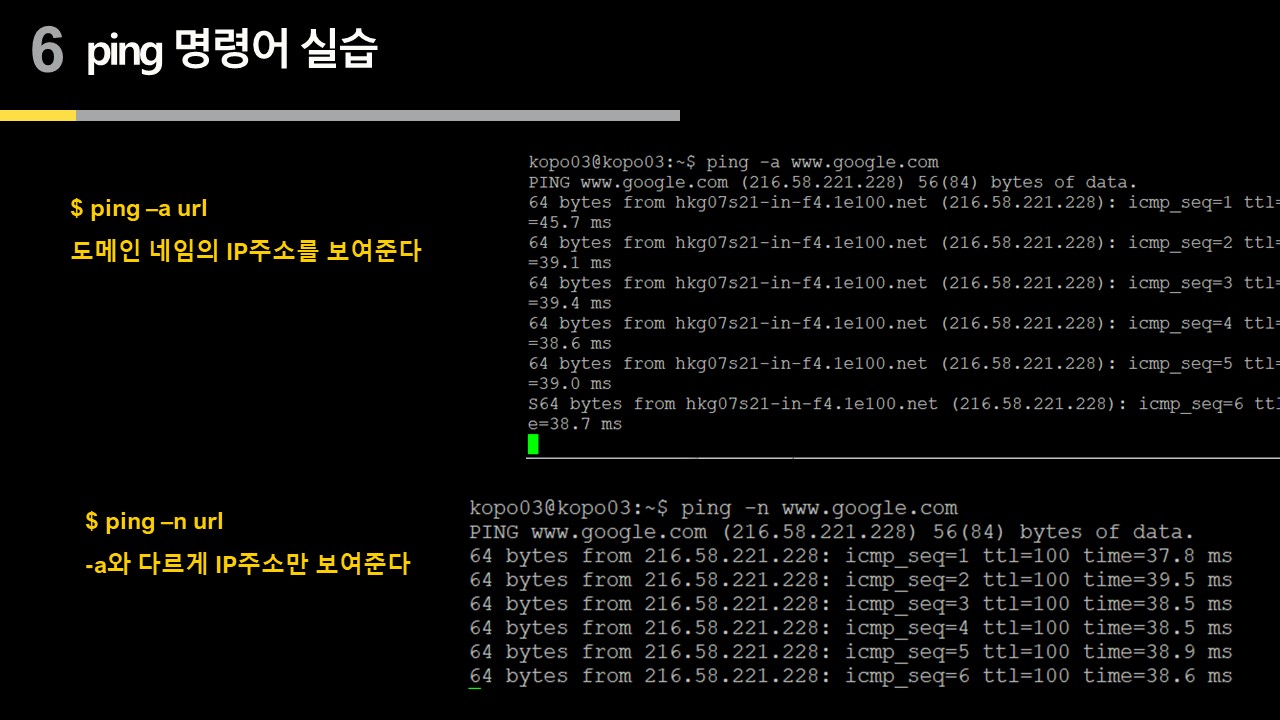 6 ping 명령어 실습
$ ping –a url
도메인 네임의 IP주소를 보여준다
kopo03@kopo03:~$ ping -a www.google.com
PING www.google.com (216.58.221.228) 56(84) bytes of data.
64 bytes from hkg07s21-in-f4.1e100.net (216.58.221.228): icmp_seq=1 ttl=
=45.7 ms
64 bytes from hkg07s21-in-f4.1e100.net (216.58.221.228): icmp_seq=2 ttl=
=39.1 ms
64 bytes from hkg07s21-in-f4.1e100.net (216.58.221.228): icmp_seq=3 ttl=
=39.4 ms
64 bytes from hkg07s21-in-f4.1e100.net (216.58.221.228): icmp_seq=4 ttl=
=38.6 ms
64 bytes from hkg07s21-in-f4.1e100.net (216.58.221.228): icmp_seq=5 ttl=
=39.0 ms
S64 bytes from hkg07s21-in-f4.1e100.net (216.58.221.228): icmp_seq=6 ttl
e=38.7 ms
$ ping –n url
-a와 다르게 IP주소만 보여준다
kopo03@kopo03:~$ ping -n www.google.com
PING www.google.com (216.58.221.228) 56(84) bytes of data.
64 bytes from 216.58.221.228: icmp_seq=1 ttl=100 time=37.8 ms
64 bytes from 216.58.221.228: icmp_seq=2 ttl=100 time=39.5 ms
64 bytes from 216.58.221.228: icmp_seq=3 ttl=100 time=38.5 ms
64 bytes from 216.58.221.228: icmp_seq=4 ttl=100 time=38.5 ms
64 bytes from 216.58.221.228: icmp_seq=5 ttl=100 time=38.9 ms
64 bytes from 216.58.221.228: icmp_seq=6 ttl=100 time=38.6 ms